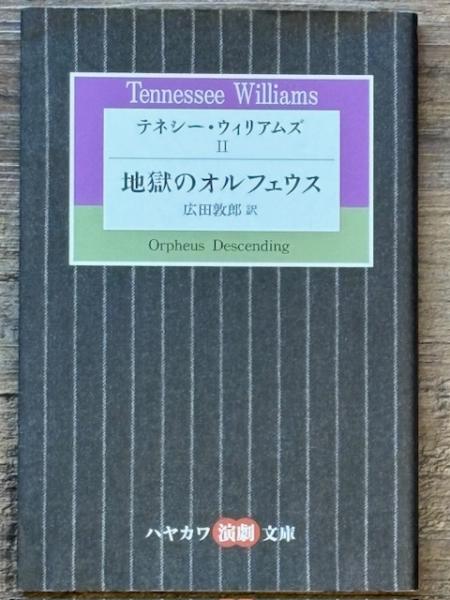 Tennessee Williams
テネシー・ウィリアムズ
II
地獄のオルフェウス
広田敦郎 訳
Orpheus Descending
ハヤカワ演劇文庫